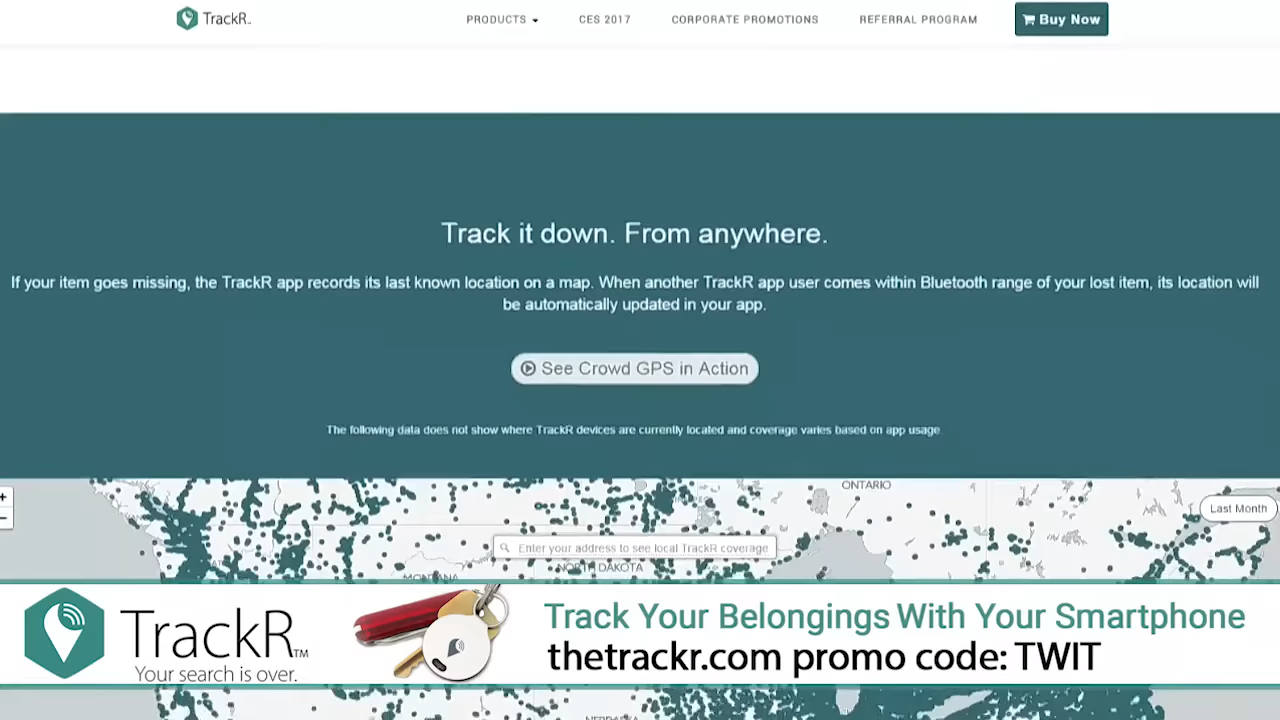 TrackR
PRODUCTS
CES 2017
CORPORATE PROMOTIONS
REFERRAL PROGRAM
Buy Now
Track it down. From anywhere.
If your item goes missing, the TrackR app records its last known location on a map. When another TrackR app user comes within Bluetooth range of your lost item, its location will
be automatically updated in your app.
See Crowd GPS in Action
The following data does not show where TrackR devices are currently located and coverage varies based on app usage
ONTARIO
+
Last Month
−
Enter your address to see local TrackR coverage
NORTH DAKOTA
MONTANA
TrackR™
Your search is over.
Track Your Belongings With Your Smartphone
thetrackr.com promo code: TWIT
NEBRASKA